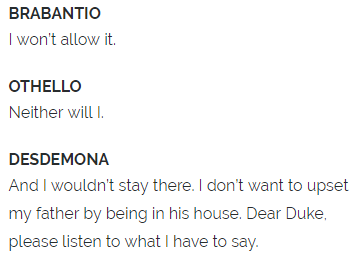 BRABANTIO
I won't allow it.
OTHELLO
Neither will I.
DESDEMONA
And I wouldn't stay there. I don't want to upset
my father by being in his house. Dear Duke,
please listen to what I have to say.